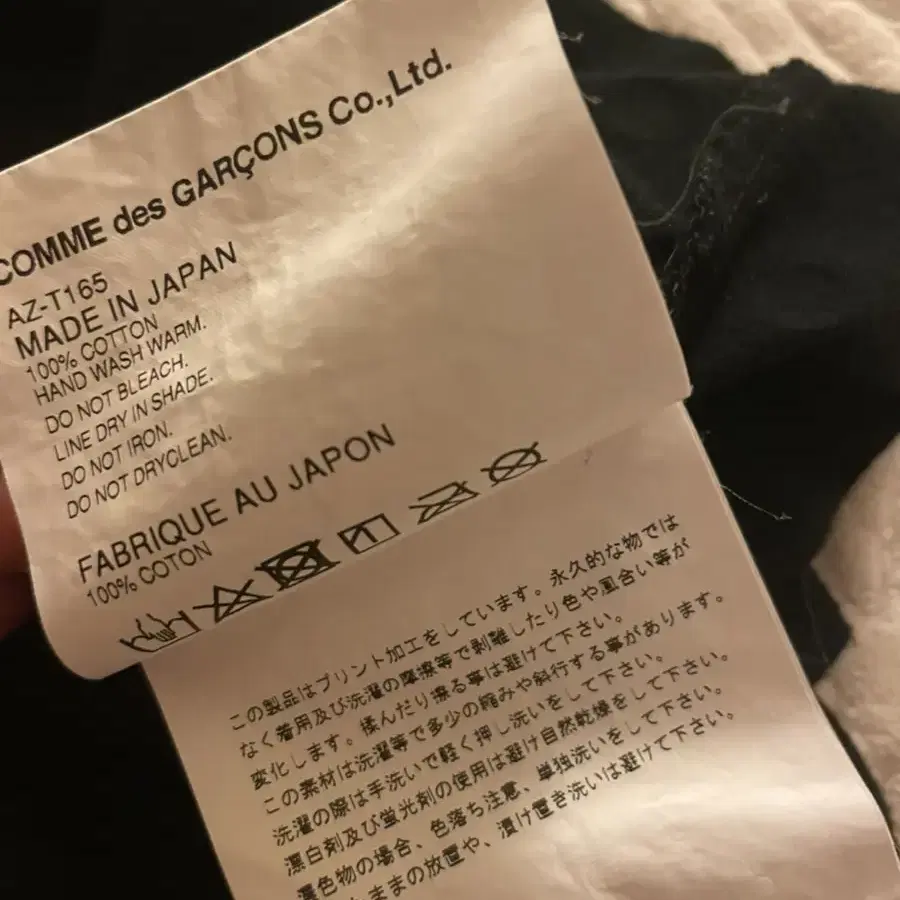 COMME des GARÇONS Co.,Ltd.
AZ-T165
MADE IN JAPAN
100% COTTON
HAND WASH WARM.
DO NOT BLEACH.
LINE DRY IN SHADE.
DO NOT IRON.
DO NOT DRYCLEAN.
FABRIQUE AU JAPON
100% COTON
この製品はプリント加工をしています。永久的な物では
なく着用及び洗濯の摩擦等で剥離したり色や風合い等が
変化します。揉んだり擦る事は避けて下さい。
この素材は洗濯等で多少の縮みや斜行する事があります。
洗濯の際は手洗いで軽く押し洗いをして下さい。
漂白剤及び蛍光剤の使用は避け自然乾燥をして下さい。
濃色物の場合、色落ち注意、単独洗いをして下さい。
たままの放置や、漬け置き洗いは避けて下さい。